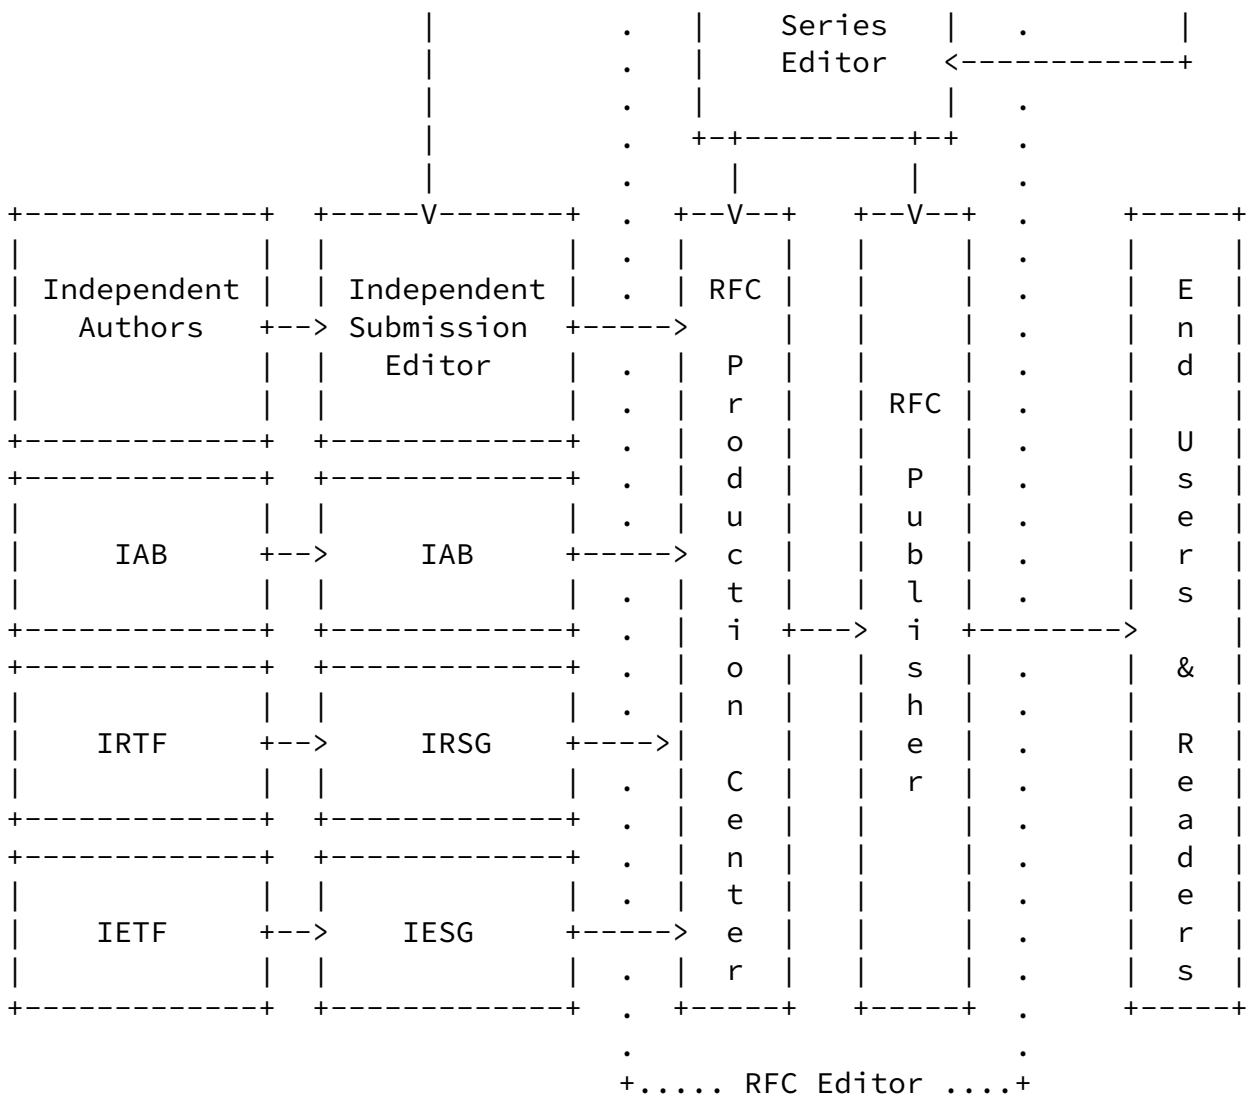 Series
Editor
Independent
Authors
Independent
Submission
Editor
IAB
IAB
IRTF
IRSG
IETF
IESG
RFC
Production
Center
RFC
Publisher
End
Users
&
Readers
RFC Editor